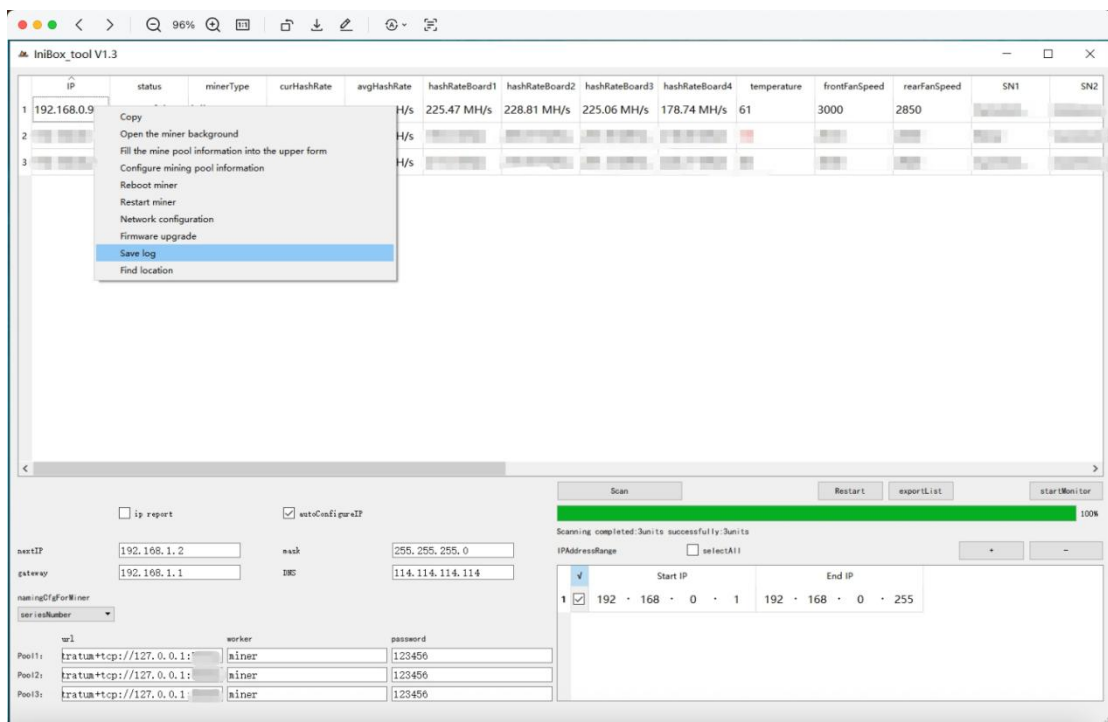 96% 1:1
IniBox_tool V1.3
IP status minerType curHashRate avgHashRate hashRateBoard1 hashRateBoard2 hashRateBoard3 hashRateBoard4 temperature frontFanSpeed rearFanSpeed SN1 SN2
1 192.168.0.9 H/s 225.47 MH/s 228.81 MH/s 225.06 MH/s 178.74 MH/s 61 3000 2850
2 H/s
3 H/s
Copy
Open the miner background
Fill the mine pool information into the upper form
Configure mining pool information
Reboot miner
Restart miner
Network configuration
Firmware upgrade
Save log
Find location
Scan Restart exportList startMonitor
ip report autoConfigureIP
100%
Scanning completed:3units successfully:3units
nextIP 192.168.1.2 mask 255.255.255.0
IPAddressRange selectAll + -
gateway 192.168.1.1 DNS 114.114.114.114
√ Start IP End IP
1 192 · 168 · 0 · 1 192 · 168 · 0 · 255
namingCfgForMiner
seriesNumber
url worker password
Pool1: tratum+tcp://127.0.0.1: miner 123456
Pool2: tratum+tcp://127.0.0.1: miner 123456
Pool3: tratum+tcp://127.0.0.1: miner 123456